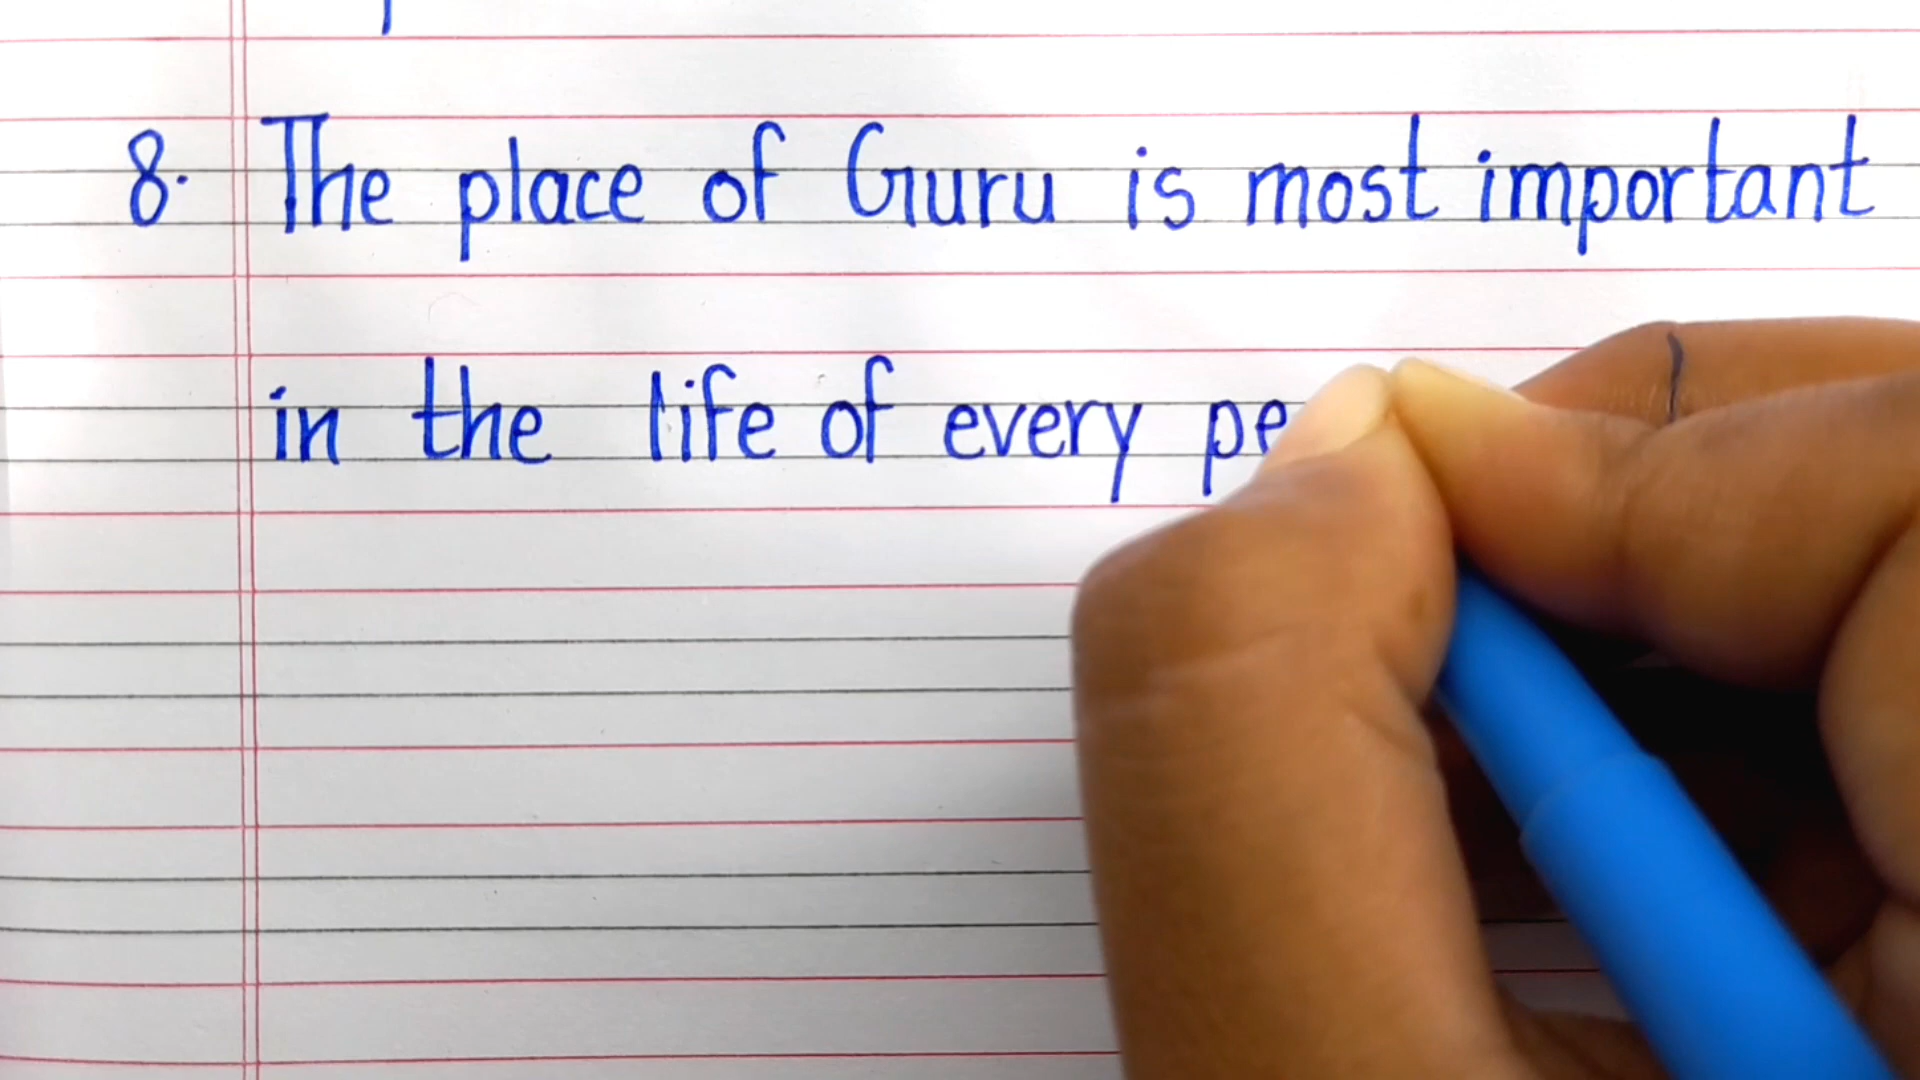 8. The place of Guru is most important
in the life of every pe